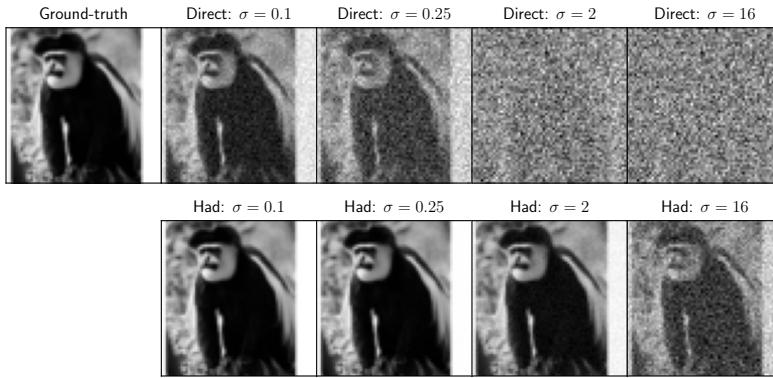 Ground-truth
Direct: σ = 0.1
Direct: σ = 0.25
Direct: σ = 2
Direct: σ = 16
Had: σ = 0.1
Had: σ = 0.25
Had: σ = 2
Had: σ = 16